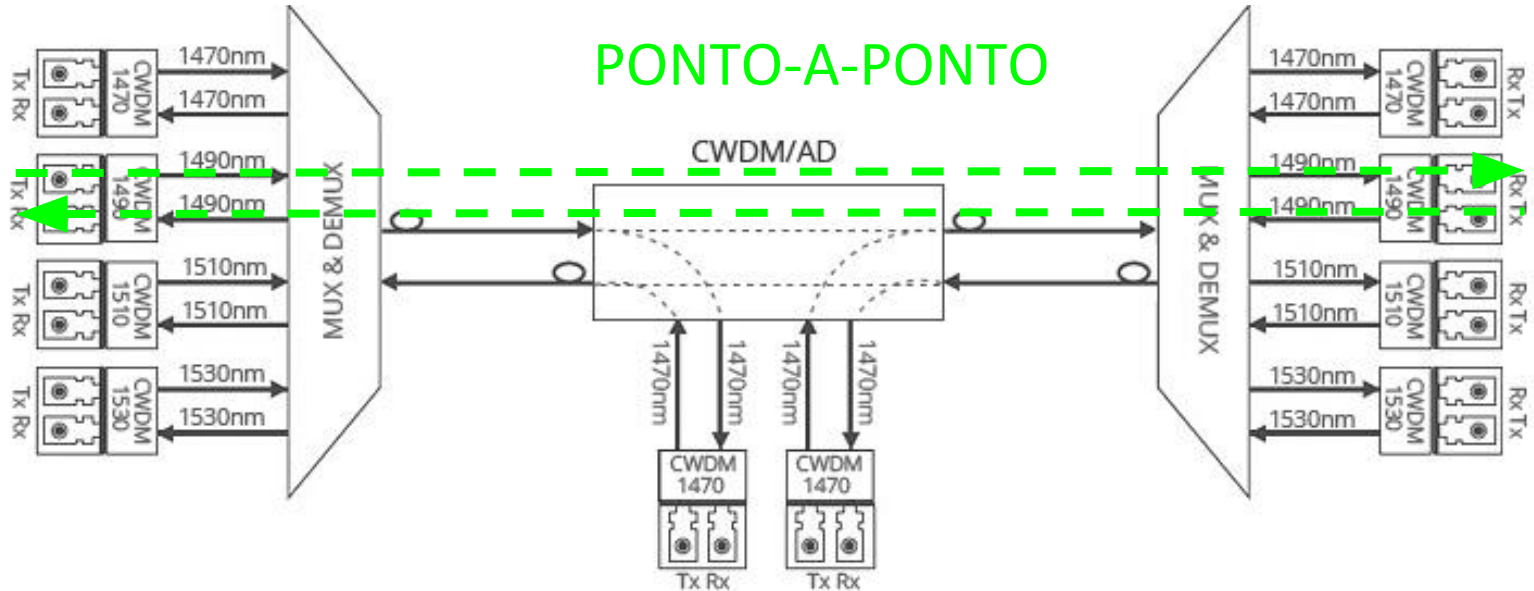 PONTO-A-PONTO
CWDM/AD
Tx Rx
CWDM 1470
1470nm
1470nm
Tx Rx
CWDM 1490
1490nm
1490nm
Tx Rx
CWDM 1510
1510nm
1510nm
Tx Rx
CWDM 1530
1530nm
1530nm
MUX & DEMUX
1470nm
1470nm
1470nm
1470nm
CWDM
1470
Tx Rx
CWDM
1470
Tx Rx
MUX & DEMUX
1470nm
1470nm
CWDM 1470
Rx Tx
1490nm
1490nm
CWDM 1490
Rx Tx
1510nm
1510nm
CWDM 1510
Rx Tx
1530nm
1530nm
CWDM 1530
Rx Tx